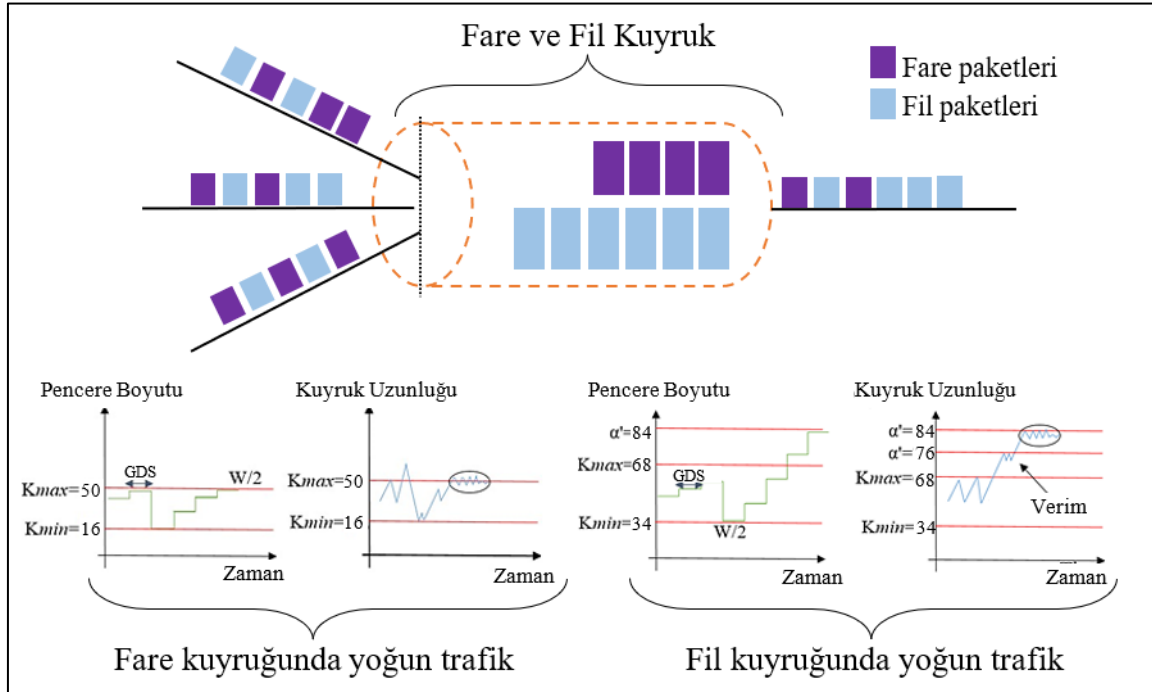 Fare ve Fil Kuyruk
Fare paketleri
Fil paketleri
Pencere Boyutu
GDS
W/2
Kmax=50
Kmin=16
Zaman
Kuyruk Uzunluğu
Kmax=50
Kmin=16
Zaman
Pencere Boyutu
α'=84
Kmax=68
GDS
Kmin=34
W/2
Zaman
Kuyruk Uzunluğu
α'=84
α'=76
Kmax=68
Verim
Kmin=34
Zaman
Fare kuyruğunda yoğun trafik
Fil kuyruğunda yoğun trafik